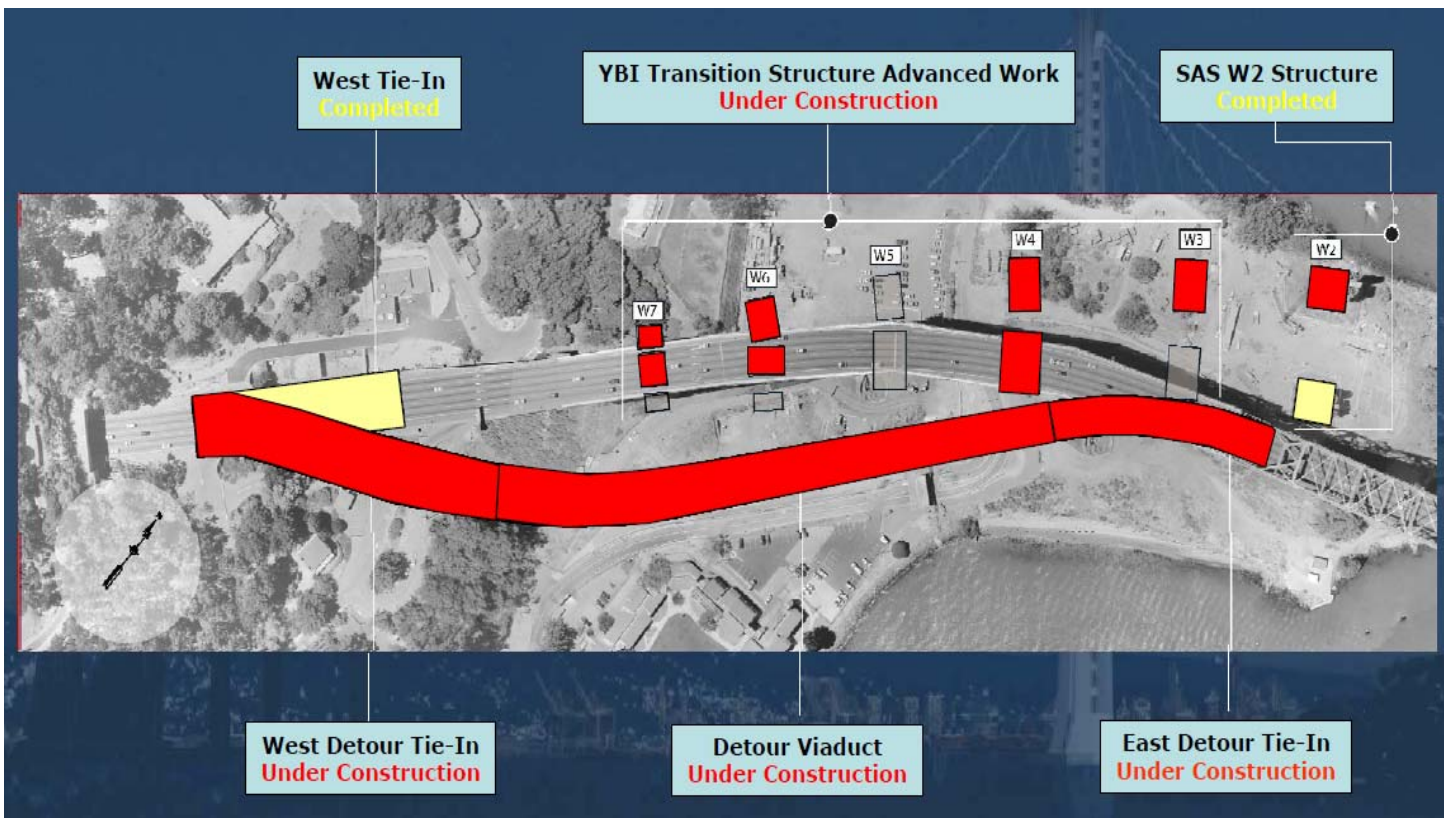 West Tie-In
Completed
YBI Transition Structure Advanced Work
Under Construction
SAS W2 Structure
Completed
W7
W6
W5
W4
W3
W2
West Detour Tie-In
Under Construction
Detour Viaduct
Under Construction
East Detour Tie-In
Under Construction